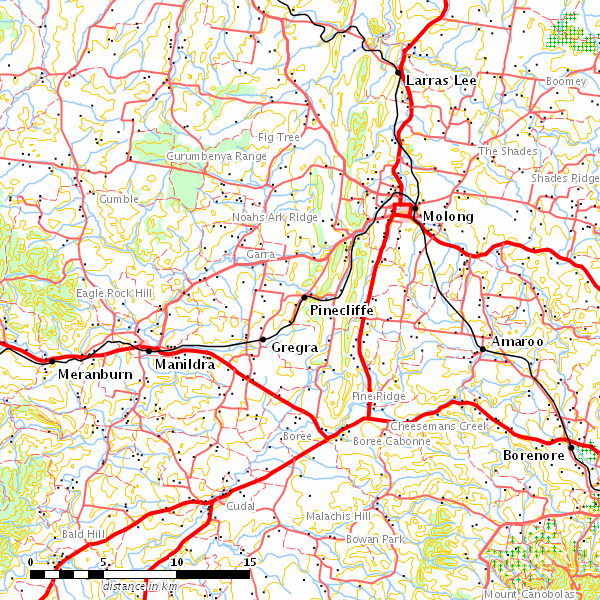 Larras Lee
Boomey
Fig Tree
Curumbenya Range
The Shades
Shades Ridge
Gumble
Noahs Ark Ridge
Molong
Garra
Eagle Rock Hill
Pinecliffe
Gregra
Amaroo
Manildra
Meranburn
Pine Ridge
Cheesemans Creek
Boree
Boree Cabonne
Borenore
Cudal
Malachis Hill
Bald Hill
Bowan Park
0 5 10 15
distance in km
Mount Canobolas